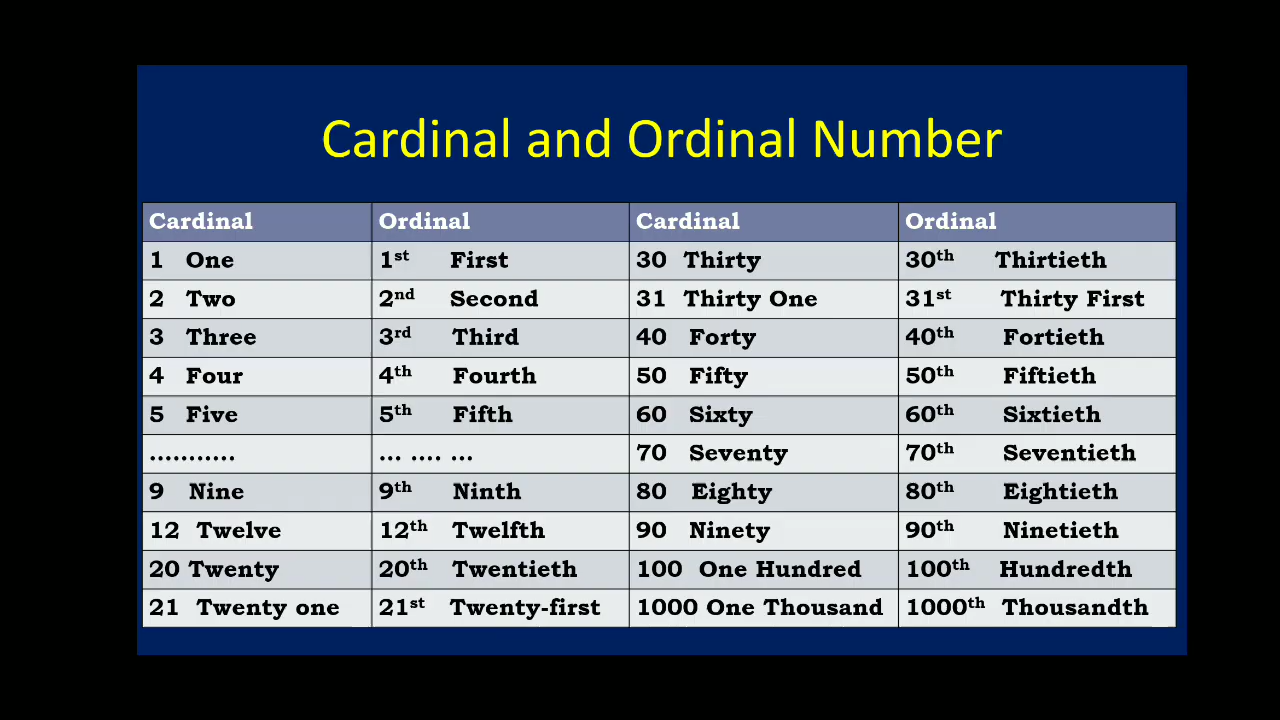 Cardinal and Ordinal Number
Cardinal Ordinal Cardinal Ordinal
1 One 1st First 30 Thirty 30th Thirtieth
2 Two 2nd Second 31 Thirty One 31st Thirty First
3 Three 3rd Third 40 Forty 40th Fortieth
4 Four 4th Fourth 50 Fifty 50th Fiftieth
5 Five 5th Fifth 60 Sixty 60th Sixtieth
........... ... .... ... 70 Seventy 70th Seventieth
9 Nine 9th Ninth 80 Eighty 80th Eightieth
12 Twelve 12th Twelfth 90 Ninety 90th Ninetieth
20 Twenty 20th Twentieth 100 One Hundred 100th Hundredth
21 Twenty one 21st Twenty-first 1000 One Thousand 1000th Thousandth